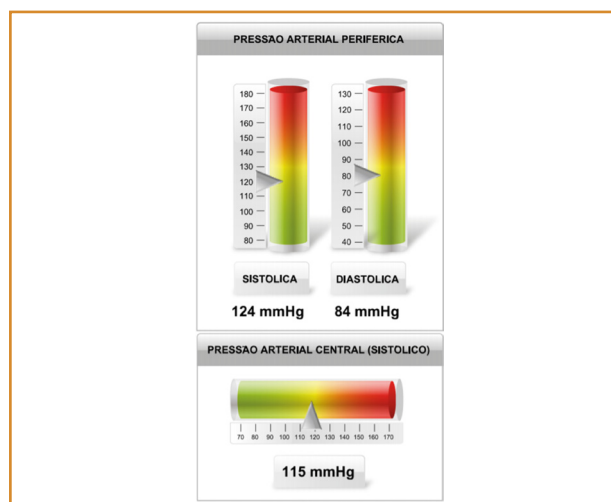 PRESSÃO ARTERIAL PERIFERICA
180 130
170 120
160 110
150 100
140 90
130 80
120 70
110 60
100 50
90 40
80
SISTOLICA DIASTOLICA
124 mmHg 84 mmHg
PRESSÃO ARTERIAL CENTRAL (SISTOLICO)
70 80 90 100 110 120 130 140 150 160 170
115 mmHg